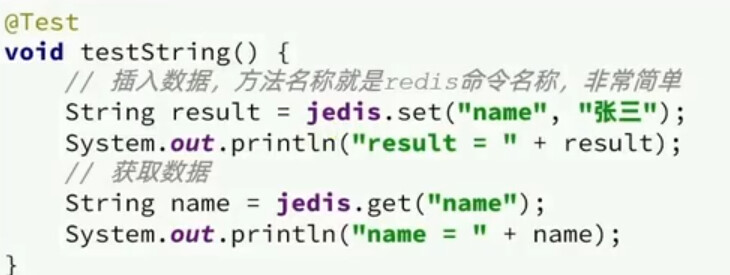 @Test
void testString() {
    // 插入数据，方法名称就是redis命令名称，非常简单
    String result = jedis.set("name", "张三");
    System.out.println("result = " + result);
    // 获取数据
    String name = jedis.get("name");
    System.out.println("name = " + name);
}